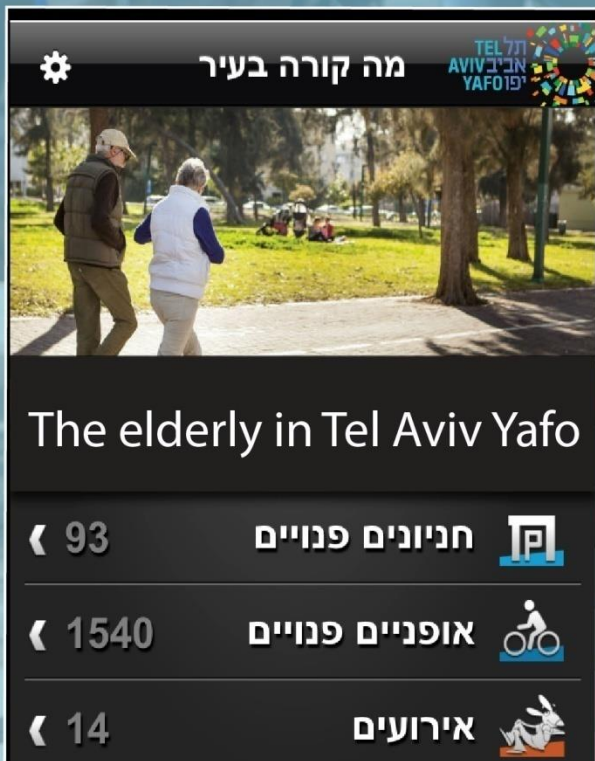 מה קורה בעיר
TEL תל
AVIV אביב
YAFO יפו
The elderly in Tel Aviv Yafo
חניונים פנויים 93
אופניים פנויים 1540
אירועים 14